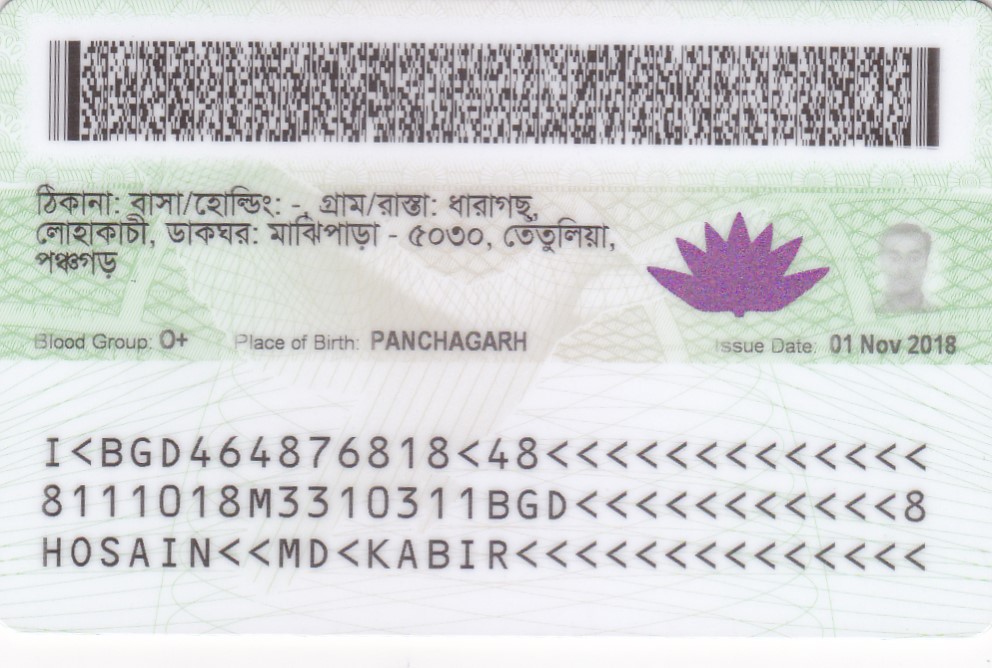 ঠিকানা: বাসা/হোল্ডিং: -, গ্রাম/রাস্তা: ধারাগছ,
লোহাকাচী, ডাকঘর: মাঝিপাড়া - ৫০৩০, তেঁতুলিয়া,
পঞ্চগড়
Blood Group: O+ Place of Birth: PANCHAGARH Issue Date: 01 Nov 2018
I<BGD464876818<48<<<<<<<<<<<<<
8111018M3310311BGD<<<<<<<<<<<8
HOSAIN<<MD<KABIR<<<<<<<<<<<<<<